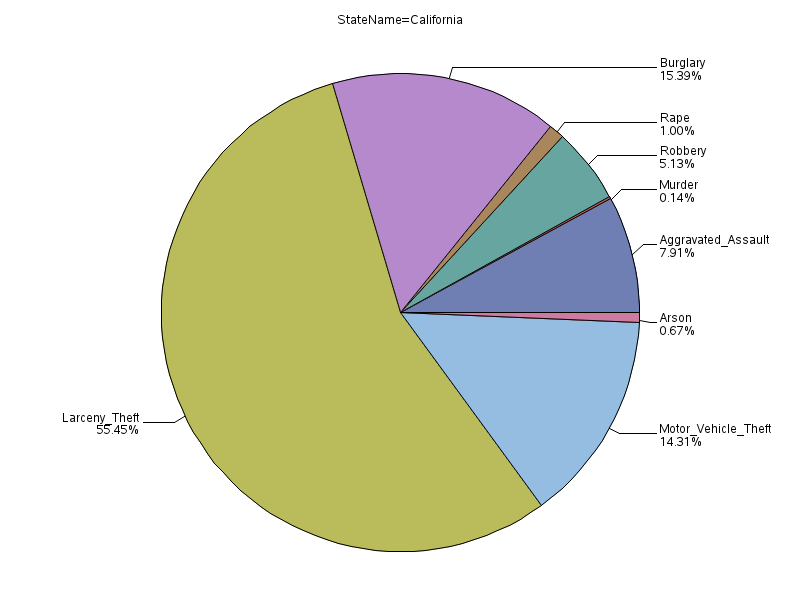 StateName=California
Burglary
15.39%
Rape
1.00%
Robbery
5.13%
Murder
0.14%
Aggravated_Assault
7.91%
Arson
0.67%
Larceny_Theft
55.45%
Motor_Vehicle_Theft
14.31%